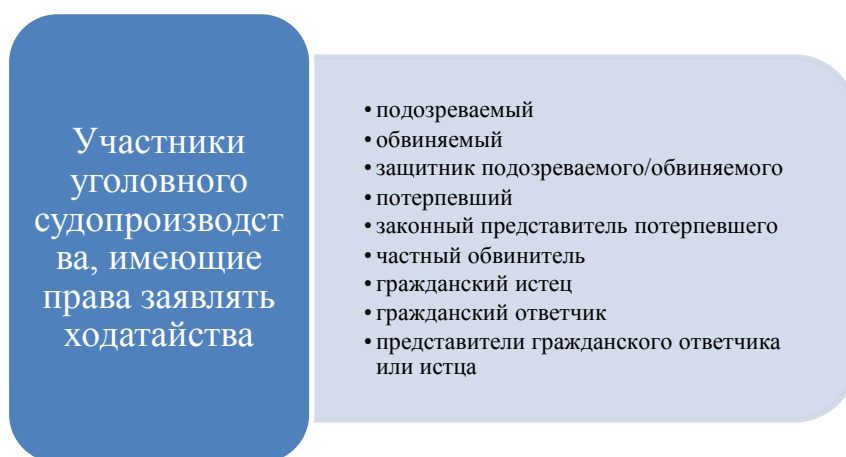 Участники
уголовного
судопроизводст
ва, имеющие
права заявлять
ходатайства
• подозреваемый
• обвиняемый
• защитник подозреваемого/обвиняемого
• потерпевший
• законный представитель потерпевшего
• частный обвинитель
• гражданский истец
• гражданский ответчик
• представители гражданского ответчика
или истца